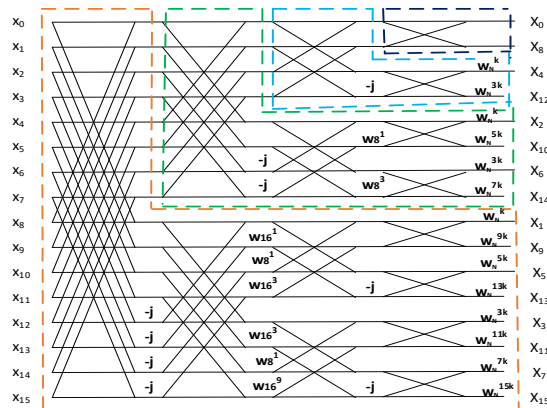 x₀ X₀
x₁ X₈
W_N^k
x₂ -j X₄
x₃ W_N^3k X₁₂
x₄ W_N^k X₂
x₅ W8^1 W_N^5k X₁₀
x₆ -j W_N^3k X₆
x₇ -j W8^3 W_N^7k X₁₄
x₈ W_N^k X₁
x₉ W16^1 W_N^9k X₉
x₁₀ W8^1 W_N^5k X₅
x₁₁ W16^3 -j W_N^13k X₁₃
x₁₂ -j W_N^3k X₃
x₁₃ -j W16^3 W_N^11k X₁₁
x₁₄ -j W8^1 W_N^7k X₇
x₁₅ -j W16^9 -j W_N^15k X₁₅